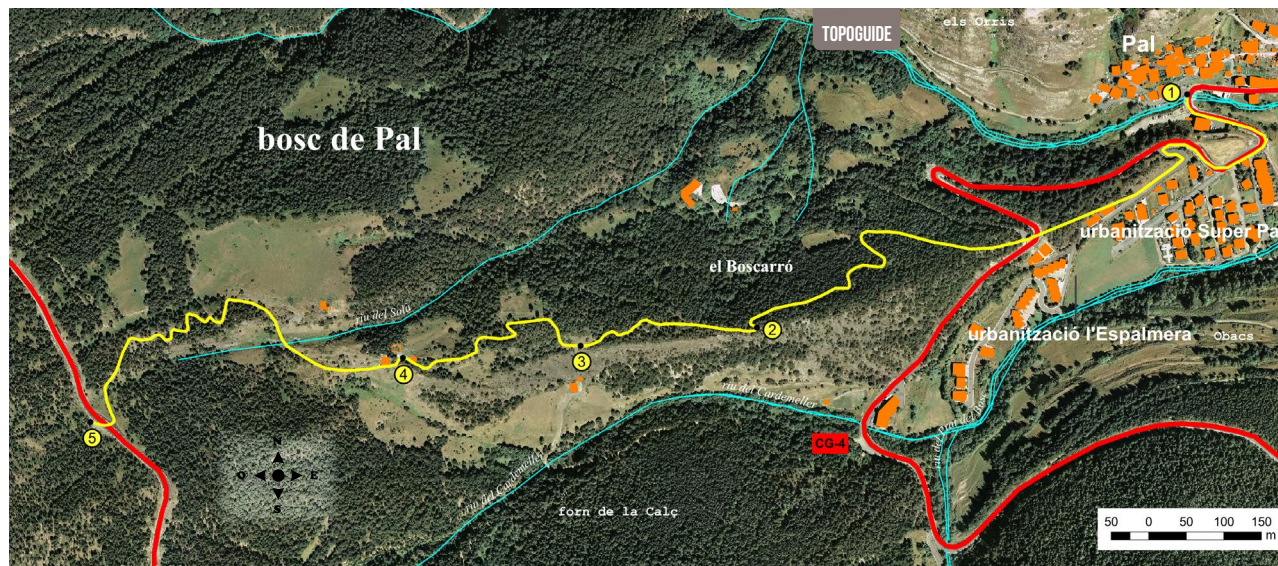 els Orris
TOPOGUIDE
Pal
1
bosc de Pal
urbanització Super Pa
el Boscarró
riu del Solà
2
urbanització l'Espalmera
Obacs
3
4
riu del Cardemeller
5
CG-4
O E
S
riu del Cardemeller
forn de la Calç
50 0 50 100 150
m